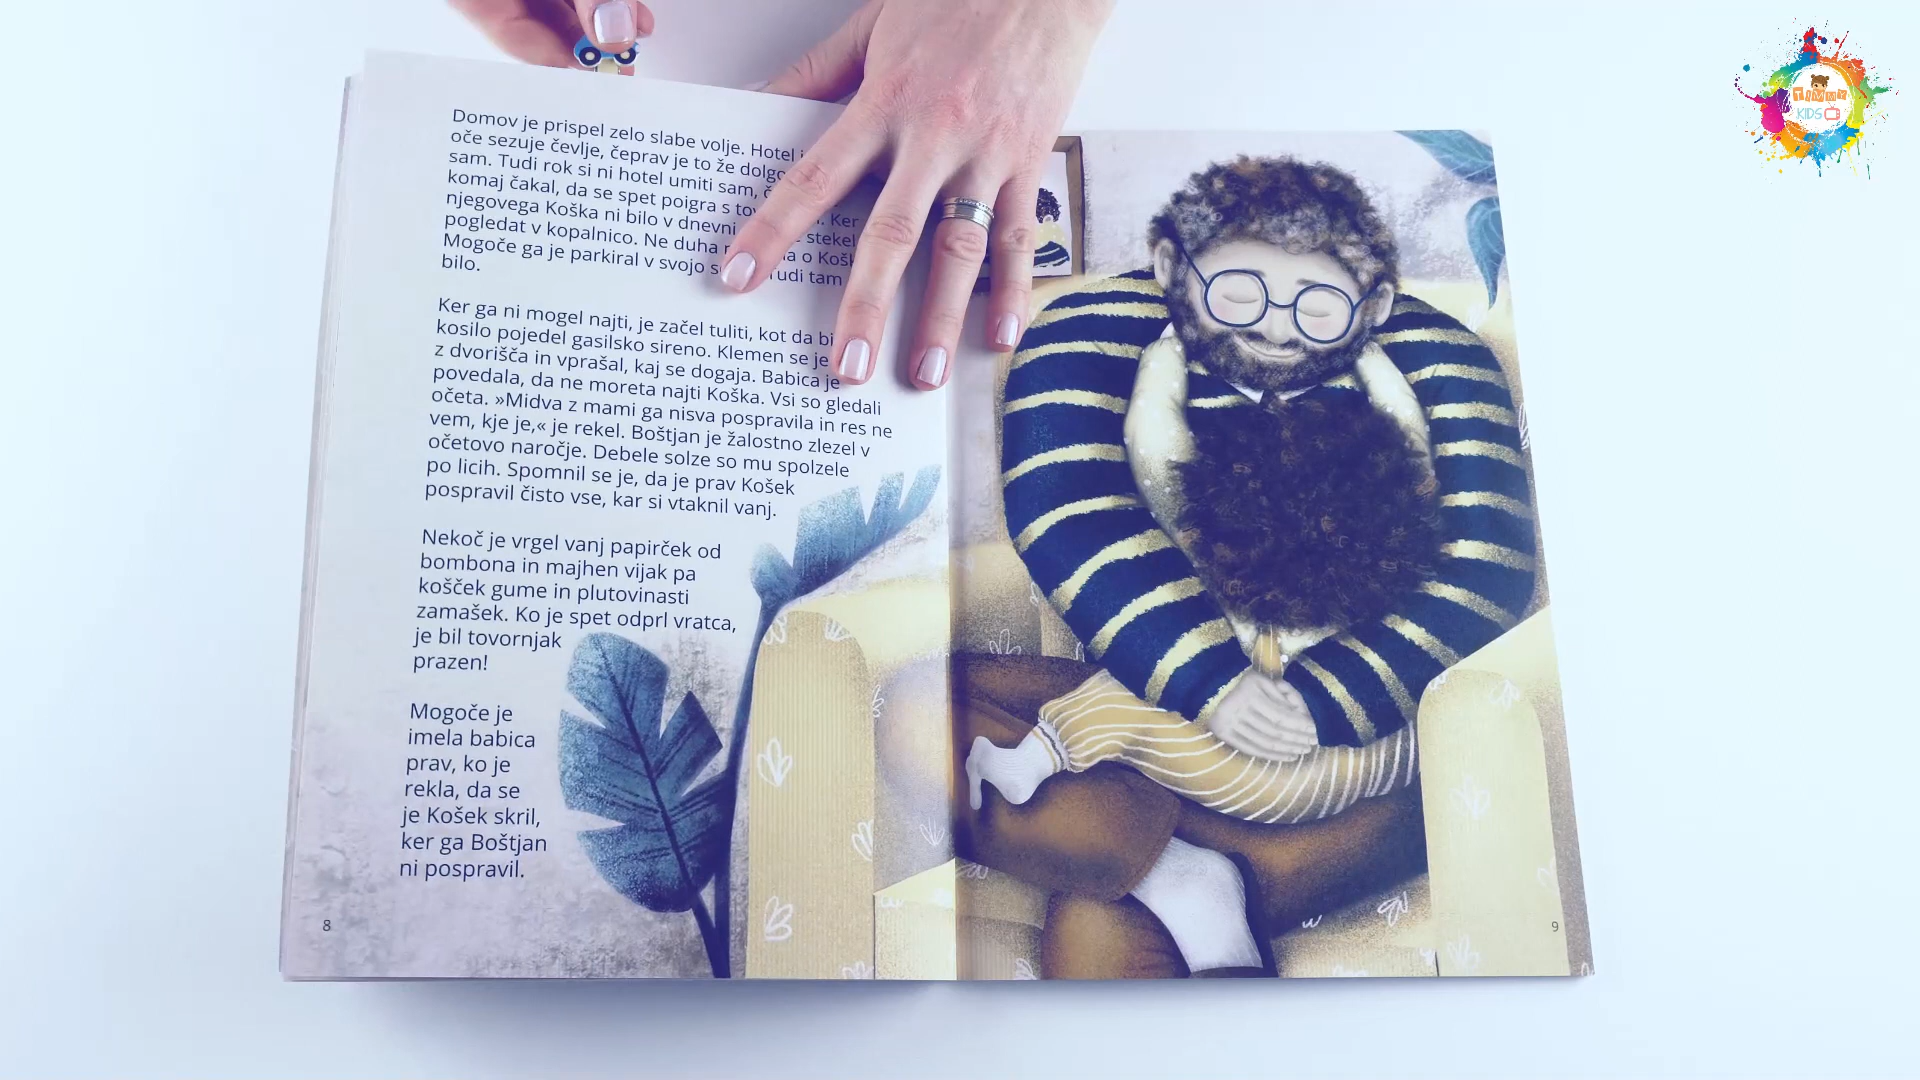 Domov je prispel zelo slabe volje. Hotel
oče sezuje čevlje, čeprav je to že dolgo
sam. Tudi rok si ni hotel umiti sam,
komaj čakal, da se spet poigra s Ker
njegovega Koška ni bilo v dnevni stekel
pogledat v kopalnico. Ne duha o
Mogoče ga je parkiral v svojo Tudi tam
bilo.
Ker ga ni mogel najti, je začel tuliti, kot da bi
kosilo pojedel gasilsko sireno. Klemen se je
z dvorišča in vprašal, kaj se dogaja. Babica je
povedala, da ne moreta najti Koška. Vsi so gledali
očeta. »Midva z mami ga nisva pospravila in res ne
vem, kje je,« je rekel. Boštjan je žalostno zlezel v
očetovo naročje. Debele solze so mu spolzele
po licih. Spomnil se je, da je prav Košek
pospravil čisto vse, kar si vtaknil vanj.
Nekoč je vrgel vanj papirček od
bombona in majhen vijak pa
košček gume in plutovinasti
zamašek. Ko je spet odprl vratca,
je bil tovornjak
prazen!
Mogoče je
imela babica
prav, ko je
rekla, da se
je Košek skril,
ker ga Boštjan
ni pospravil.
8
9
TIMMY
KIDS